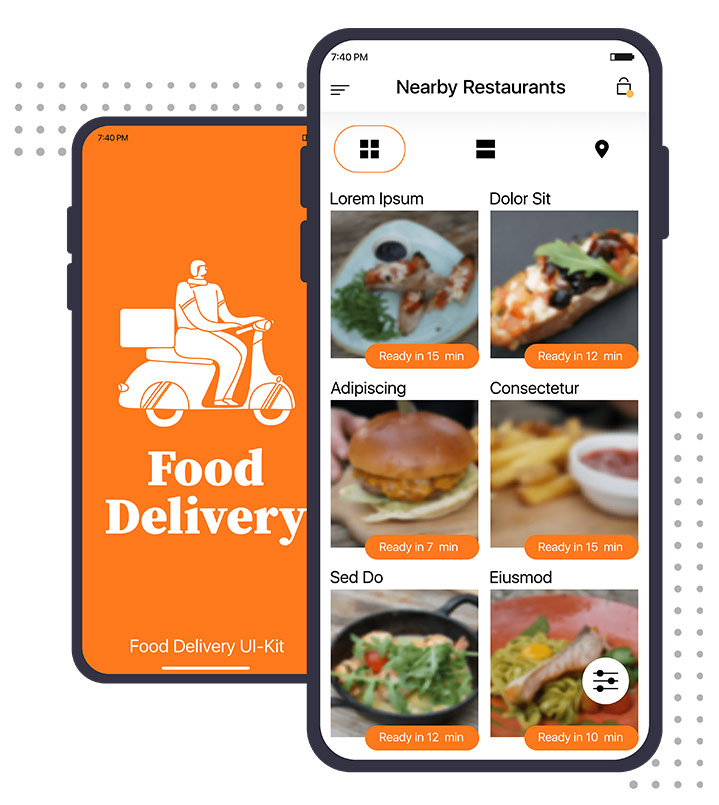 7:40 PM
Food
Delivery
Food Delivery UI-Kit
7:40 PM
Nearby Restaurants
Lorem Ipsum
Dolor Sit
Ready in 15 min
Ready in 12 min
Adipiscing
Consectetur
Ready in 7 min
Ready in 15 min
Sed Do
Eiusmod
Ready in 12 min
Ready in 10 min